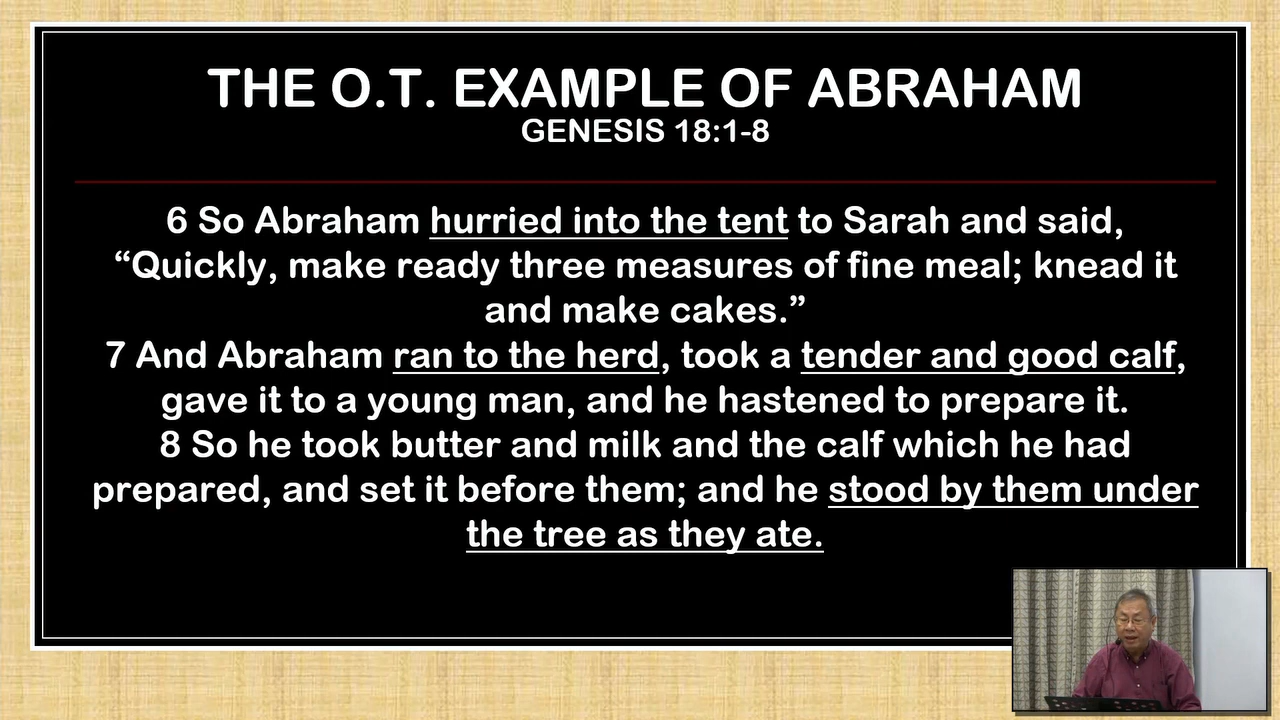 THE O.T. EXAMPLE OF ABRAHAM
GENESIS 18:1-8
6 So Abraham hurried into the tent to Sarah and said,
“Quickly, make ready three measures of fine meal; knead it
and make cakes.”
7 And Abraham ran to the herd, took a tender and good calf,
gave it to a young man, and he hastened to prepare it.
8 So he took butter and milk and the calf which he had
prepared, and set it before them; and he stood by them under
the tree as they ate.